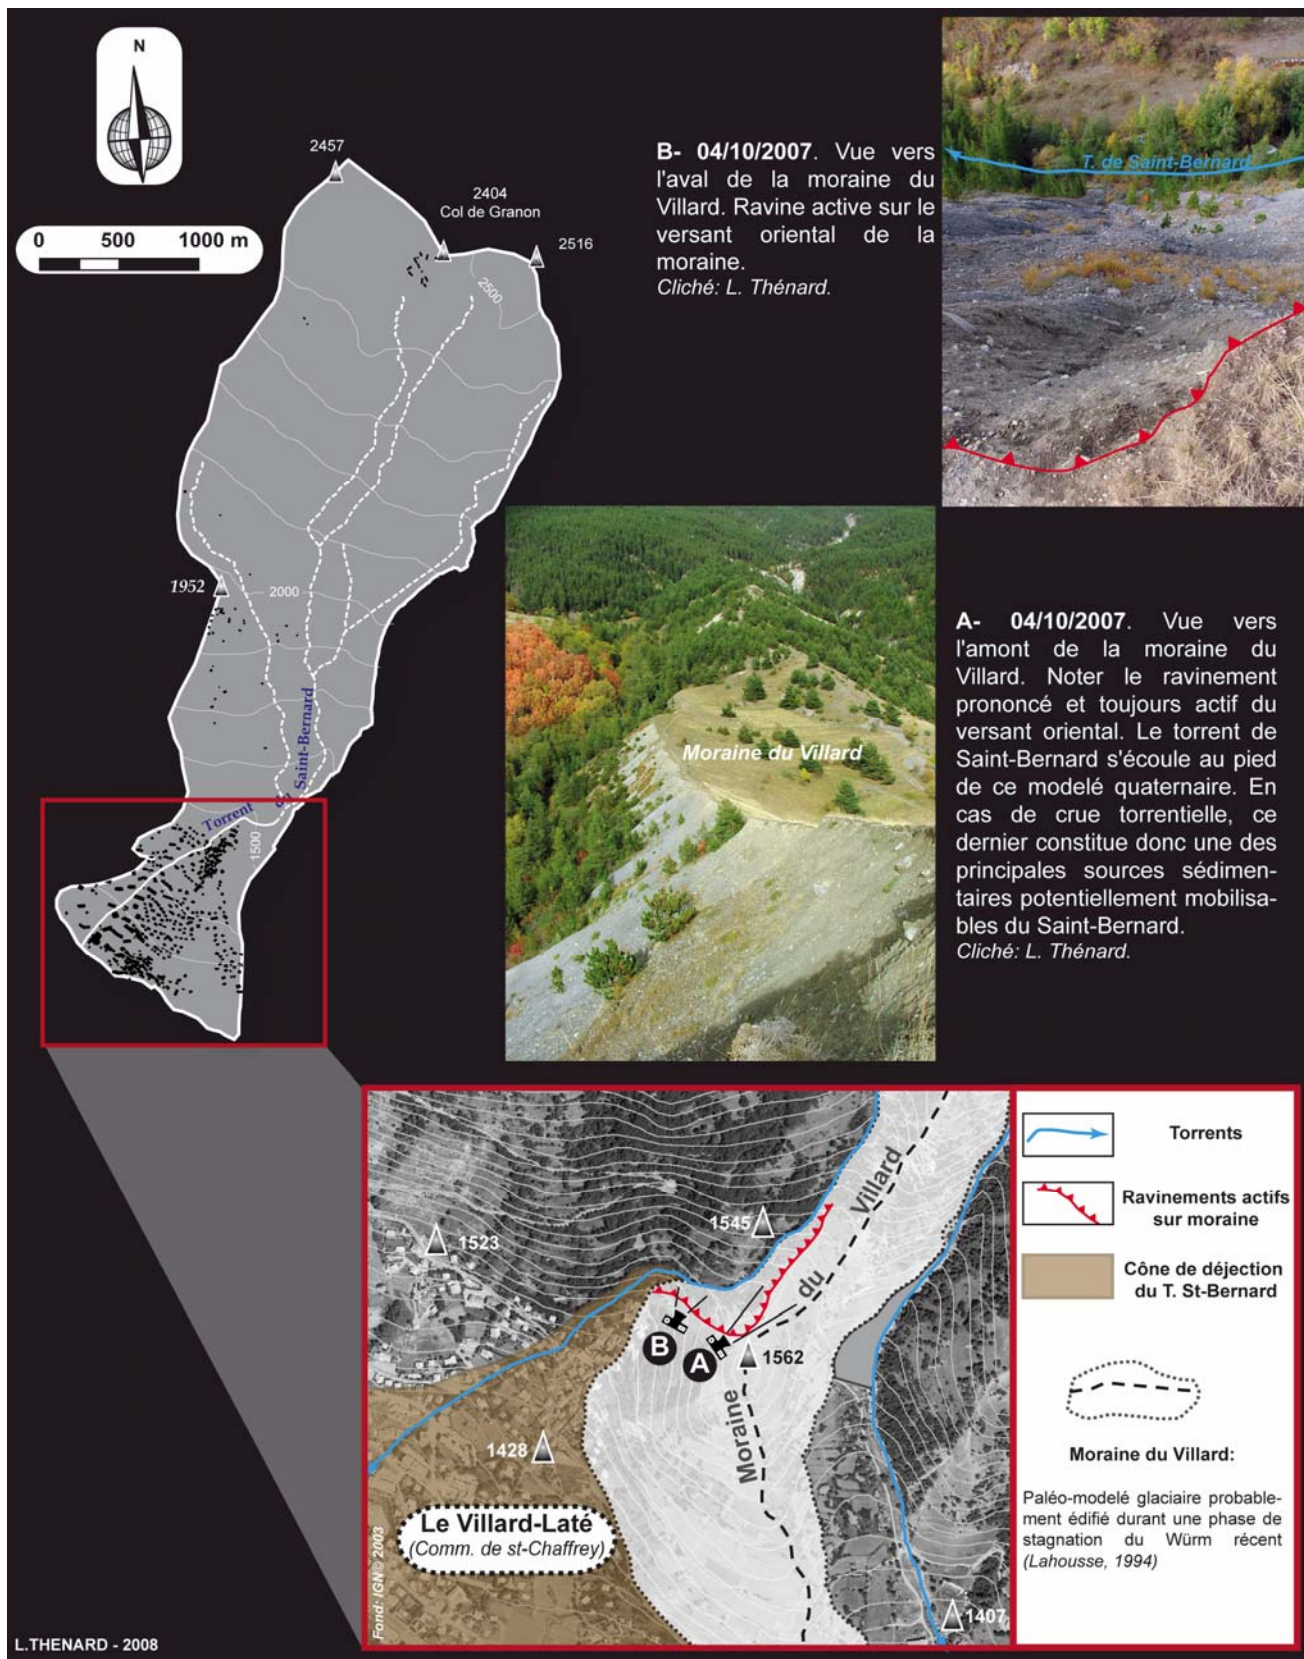 N
0 500 1000 m
2457
2404
Col de Granon
2516
2500
1952
2000
Torrent du Saint-Bernard
1500
B- 04/10/2007. Vue vers
l'aval de la moraine du
Villard. Ravine active sur le
versant oriental de la
moraine.
Cliché: L. Thénard.
T. de Saint-Bernard
Moraine du Villard
A- 04/10/2007. Vue vers
l'amont de la moraine du
Villard. Noter le ravinement
prononcé et toujours actif du
versant oriental. Le torrent de
Saint-Bernard s'écoule au pied
de ce modelé quaternaire. En
cas de crue torrentielle, ce
dernier constitue donc une des
principales sources sédimen-
taires potentiellement mobilisa-
bles du Saint-Bernard.
Cliché: L. Thénard.
1523
1545
Moraine du Villard
B
A
1562
1428
Le Villard-Laté
(Comm. de st-Chaffrey)
1407
Fond: IGN © 2003
Torrents
Ravinements actifs
sur moraine
Cône de déjection
du T. St-Bernard
Moraine du Villard:
Paléo-modelé glaciaire probable-
ment édifié durant une phase de
stagnation du Würm récent
(Lahousse, 1994)
L.THENARD - 2008